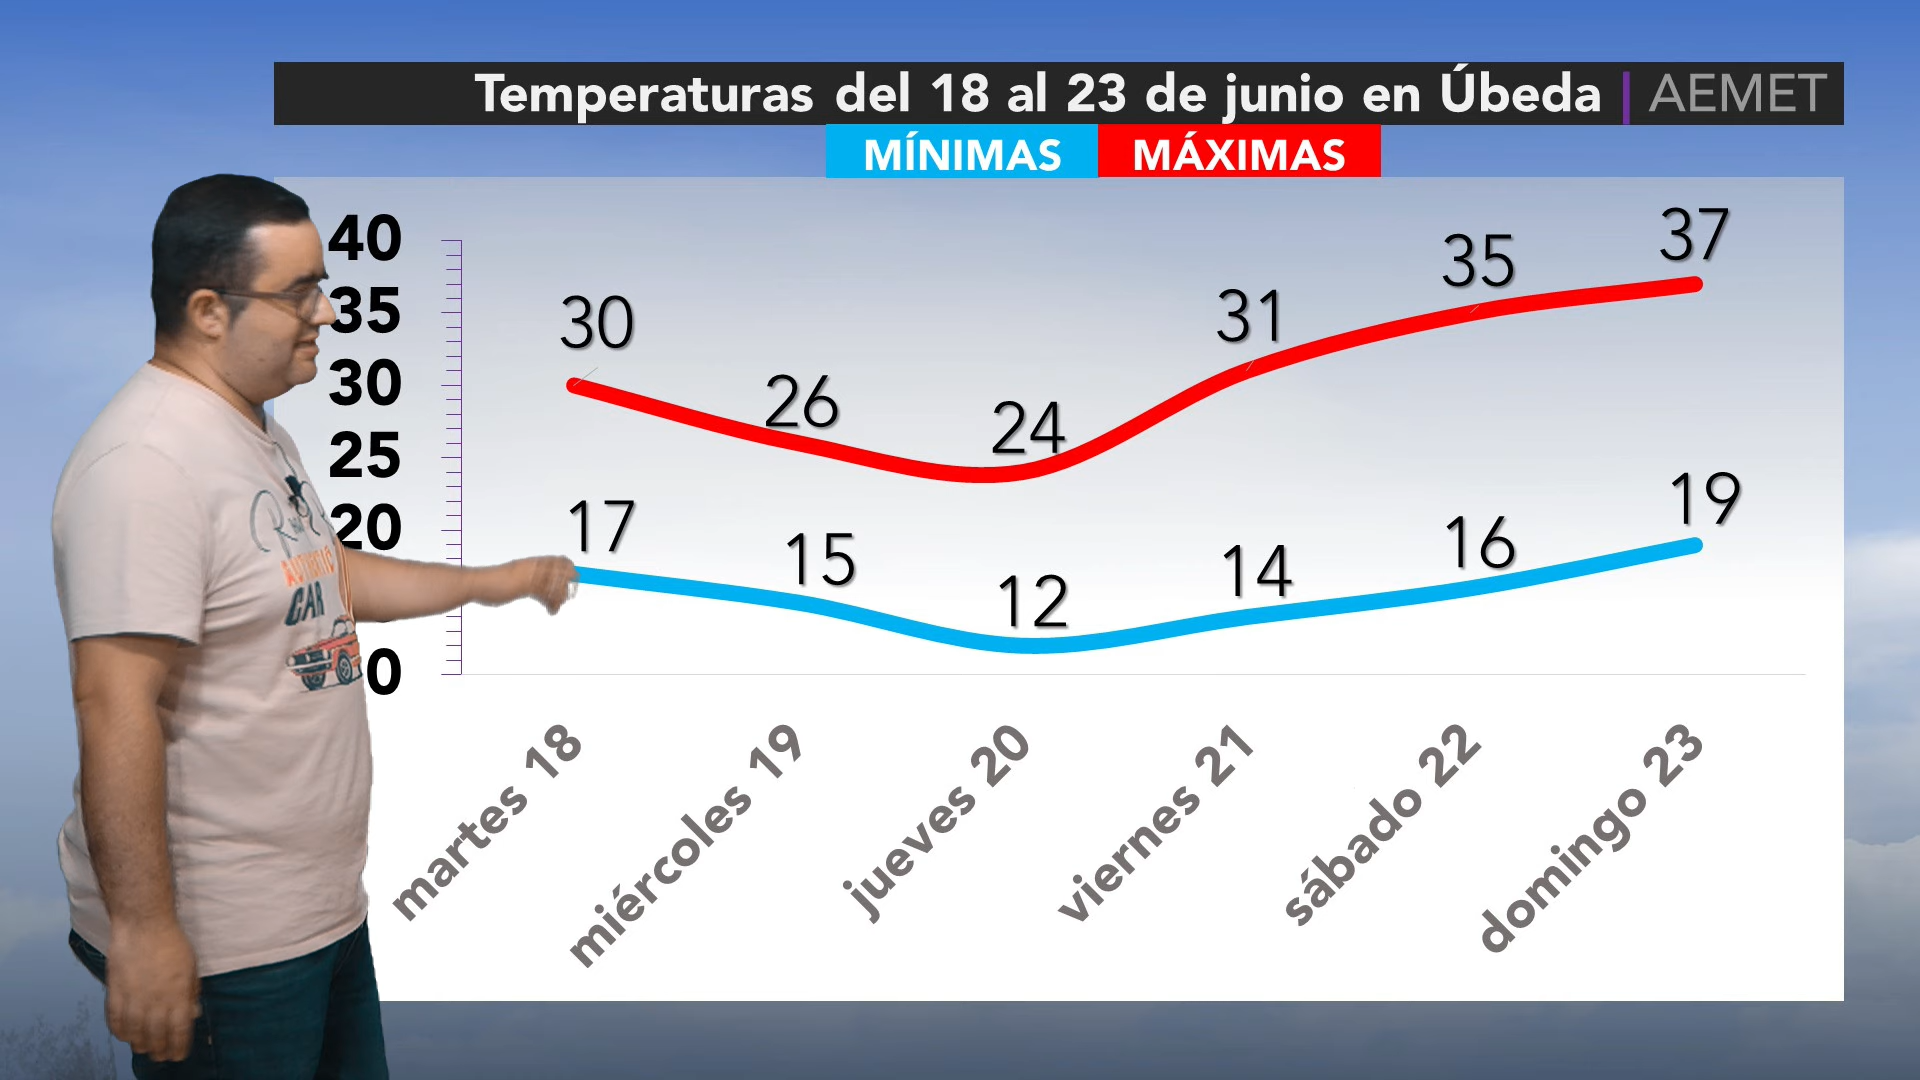 Temperaturas del 18 al 23 de junio en Úbeda | AEMET
MÍNIMAS MÁXIMAS
40
35
30
25
20
0
30 26 24 31 35 37
17 15 12 14 16 19
martes 18
miércoles 19
jueves 20
viernes 21
sábado 22
domingo 23
CAR